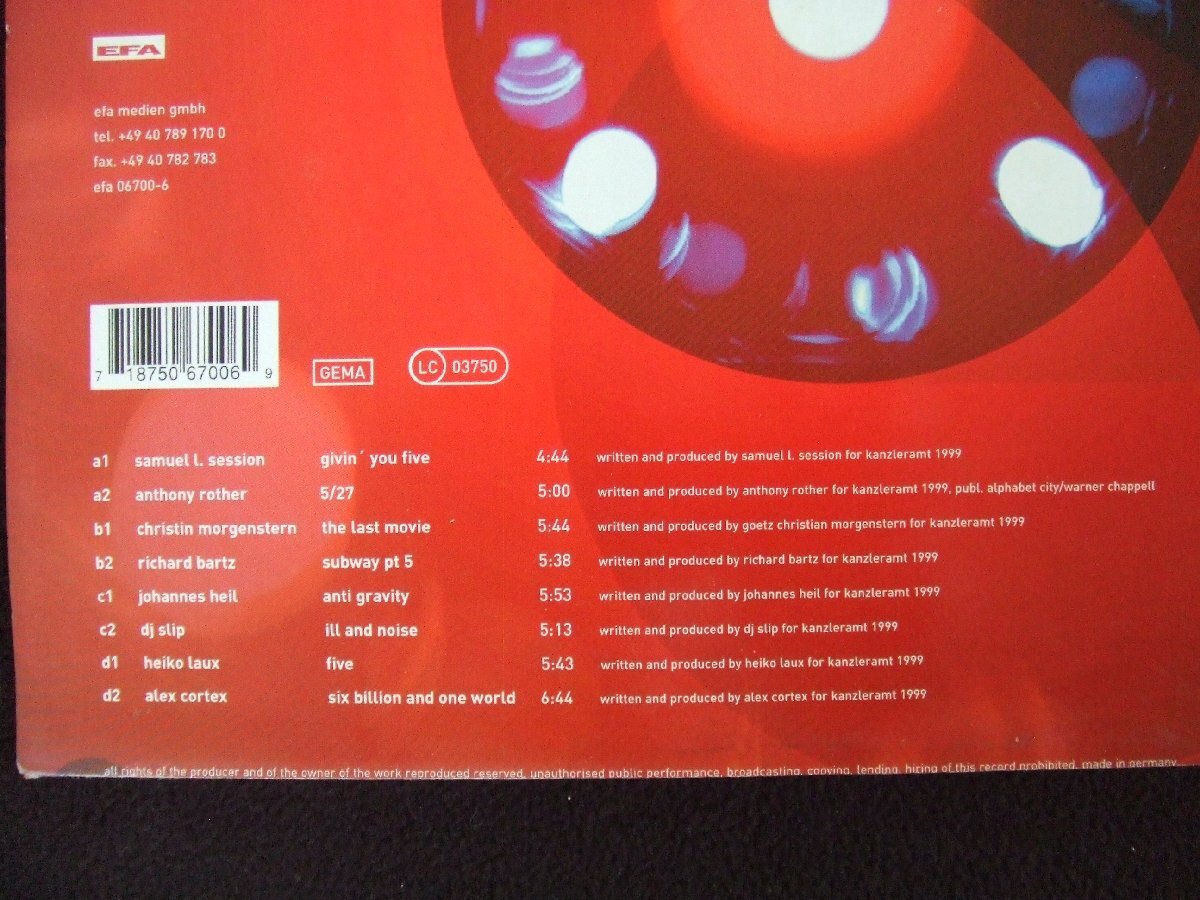 EFA
efa medien gmbh
tel. +49 40 789 170 0
fax. +49 40 782 783
efa 06700-6
7 18750 67006 9
GEMA
LC 03750
a1 samuel l. session givin´ you five 4:44 written and produced by samuel l. session for kanzleramt 1999
a2 anthony rother 5/27 5:00 written and produced by anthony rother for kanzleramt 1999, publ. alphabet city/warner chappell
b1 christin morgenstern the last movie 5:44 written and produced by goetz christian morgenstern for kanzleramt 1999
b2 richard bartz subway pt 5 5:38 written and produced by richard bartz for kanzleramt 1999
c1 johannes heil anti gravity 5:53 written and produced by johannes heil for kanzleramt 1999
c2 dj slip ill and noise 5:13 written and produced by dj slip for kanzleramt 1999
d1 heiko laux five 5:43 written and produced by heiko laux for kanzleramt 1999
d2 alex cortex six billion and one world 6:44 written and produced by alex cortex for kanzleramt 1999
all rights of the producer and of the owner of the work reproduced reserved, unauthorised public performance, broadcasting, copying, lending, hiring of this record prohibited, made in germany